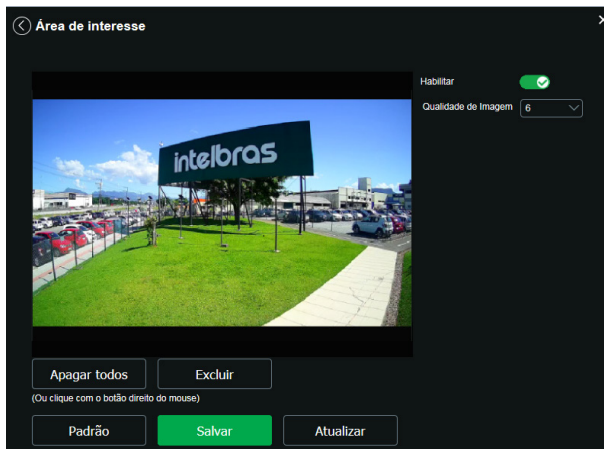 Área de interesse
Habilitar
Qualidade de Imagem 6
intelbras
Apagar todos Excluir
(Ou clique com o botão direito do mouse)
Padrão Salvar Atualizar